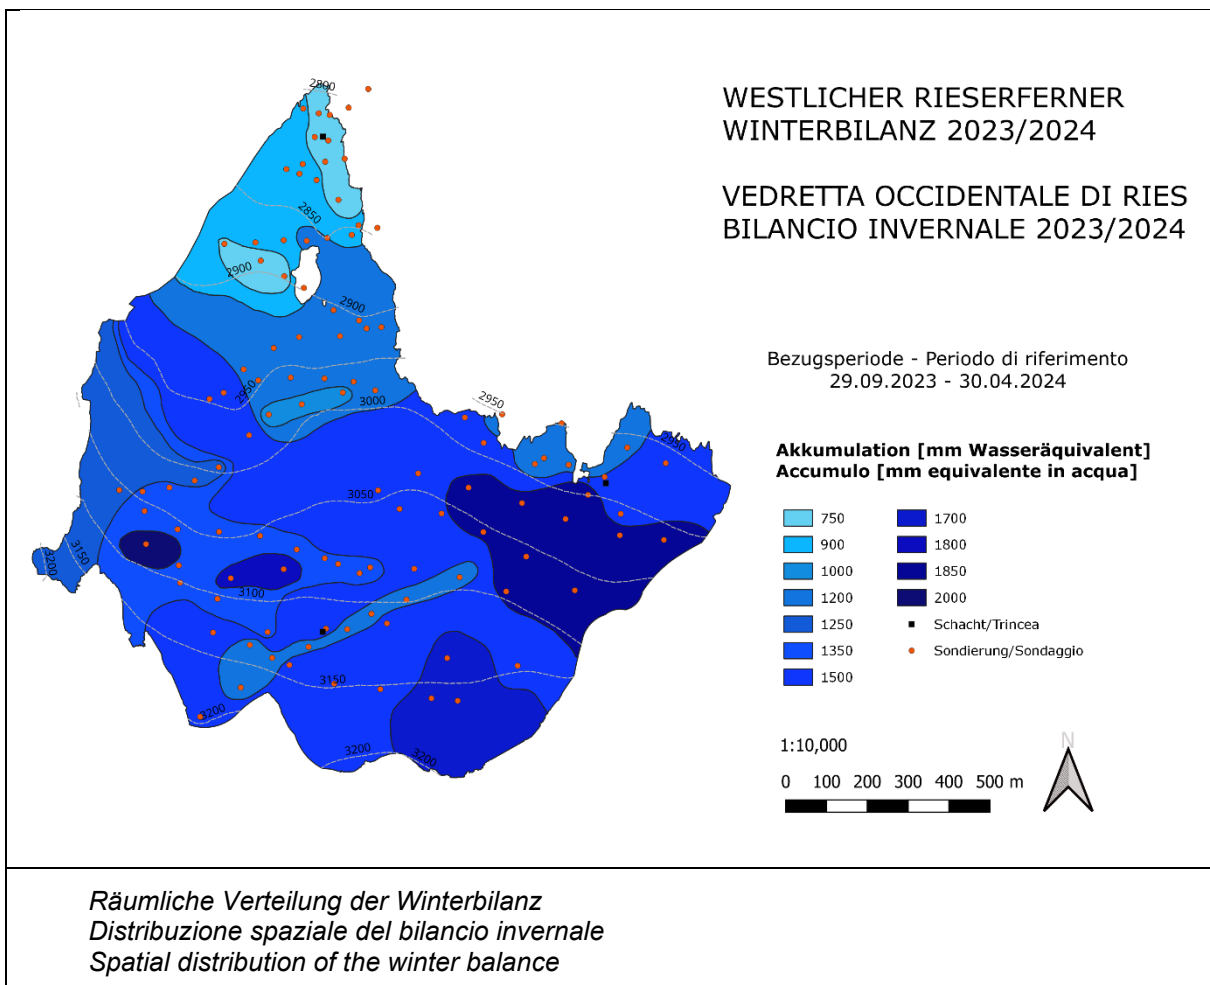 WESTLICHER RIESERFERNER
WINTERBILANZ 2023/2024
VEDRETTA OCCIDENTALE DI RIES
BILANCIO INVERNALE 2023/2024
Bezugsperiode - Periodo di riferimento
29.09.2023 - 30.04.2024
Akkumulation [mm Wasseräquivalent]
Accumulo [mm equivalente in acqua]
750
900
1000
1200
1250
1350
1500
1700
1800
1850
2000
Schacht/Trincea
Sondierung/Sondaggio
1:10,000
0 100 200 300 400 500 m
N
2800
2850
2900
2900
2950
3000
2950
2950
3050
3150
3200
3100
3150
3200
3200
3200
Räumliche Verteilung der Winterbilanz
Distribuzione spaziale del bilancio invernale
Spatial distribution of the winter balance